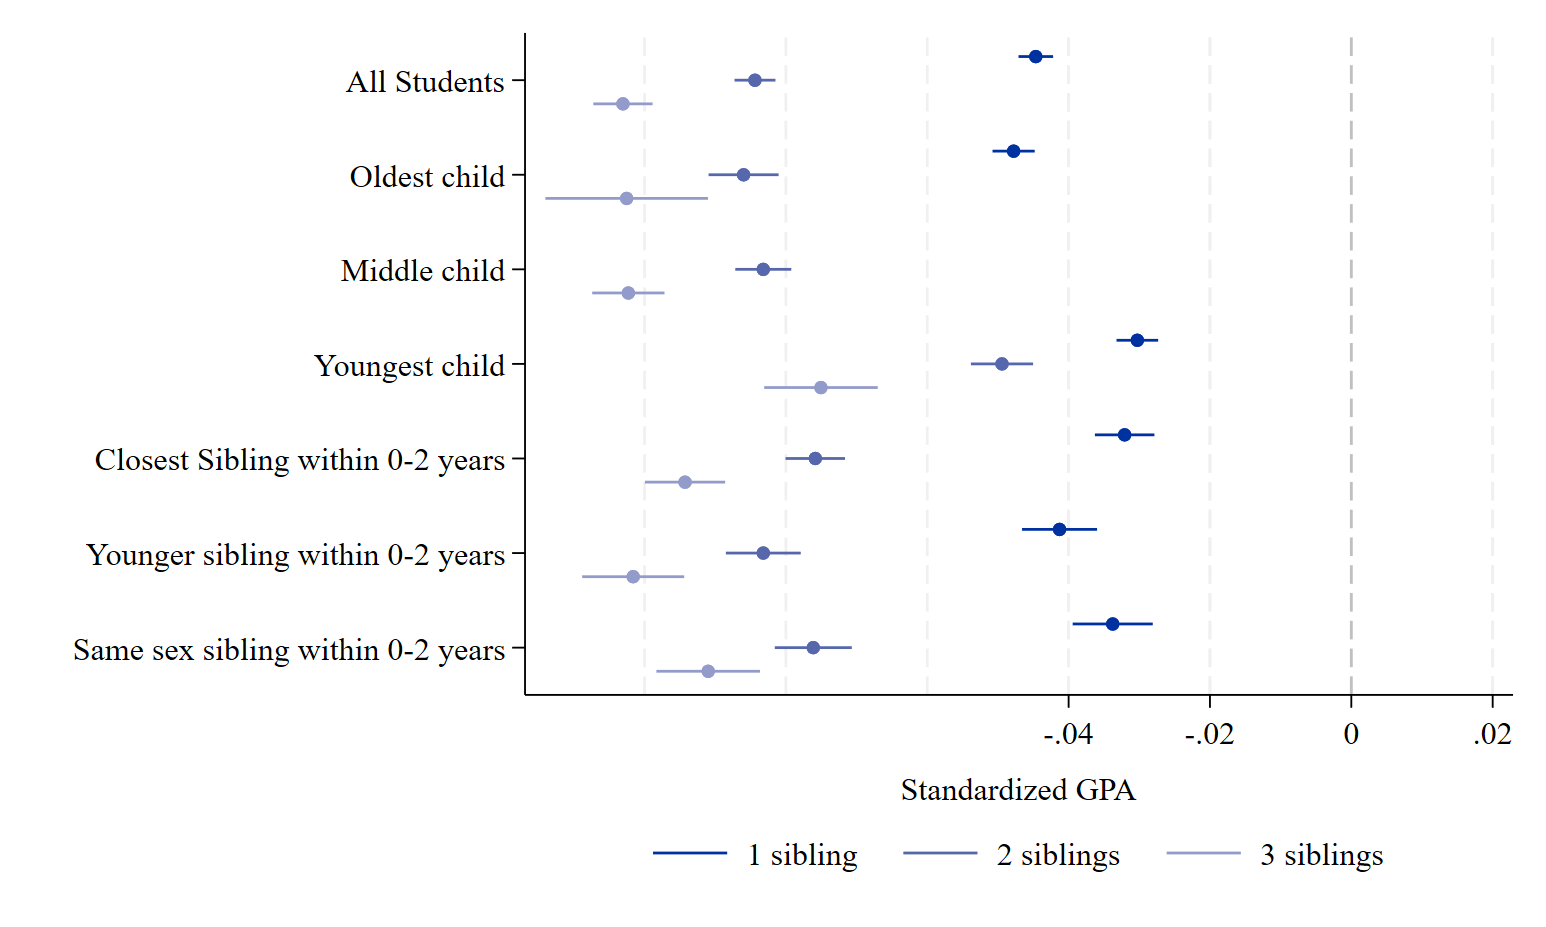 All Students
Oldest child
Middle child
Youngest child
Closest Sibling within 0-2 years
Younger sibling within 0-2 years
Same sex sibling within 0-2 years
-.04 -.02 0 .02
Standardized GPA
1 sibling 2 siblings 3 siblings